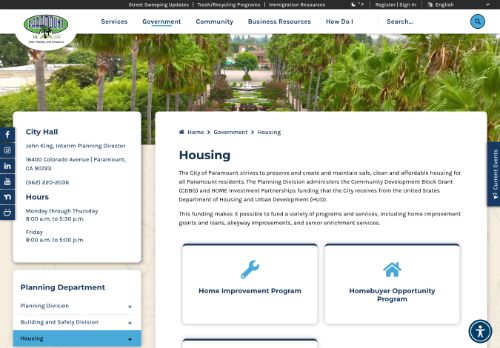 Street Sweeping Updates | Trash/Recycling Programs | Immigration Resources
°F | Register | Sign In | English
PARAMOUNT
Services Government Community Business Resources How Do I Search...
City Hall
John King, Interim Planning Director
16400 Colorado Avenue | Paramount,
CA 90723
(562) 220-2036
Hours
Monday through Thursday
8:00 a.m. to 5:30 p.m.
Friday
8:00 a.m. to 5:00 p.m.
Planning Department
Planning Division +
Building and Safety Division +
Housing +
Home > Government > Housing
Housing
The City of Paramount strives to preserve and create and maintain safe, clean and affordable housing for
all Paramount residents. The Planning Division administers the Community Development Block Grant
(CDBG) and HOME Investment Partnerships funding that the City receives from the United States
Department of Housing and Urban Development (HUD).
This funding makes it possible to fund a variety of programs and services, including home improvement
grants and loans, alleyway improvements, and senior enrichment services.
Home Improvement Program
Homebuyer Opportunity
Program
Current Events